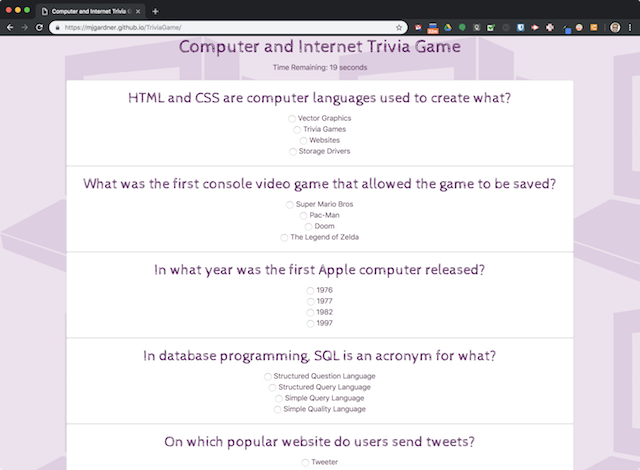 Computer and Internet Trivia G
https://mjgardner.github.io/TriviaGame/
Computer and Internet Trivia Game
Time Remaining: 19 seconds
HTML and CSS are computer languages used to create what?
Vector Graphics
Trivia Games
Websites
Storage Drivers
What was the first console video game that allowed the game to be saved?
Super Mario Bros
Pac-Man
Doom
The Legend of Zelda
In what year was the first Apple computer released?
1976
1977
1982
1997
In database programming, SQL is an acronym for what?
Structured Question Language
Structured Query Language
Simple Query Language
Simple Quality Language
On which popular website do users send tweets?
Tweeter